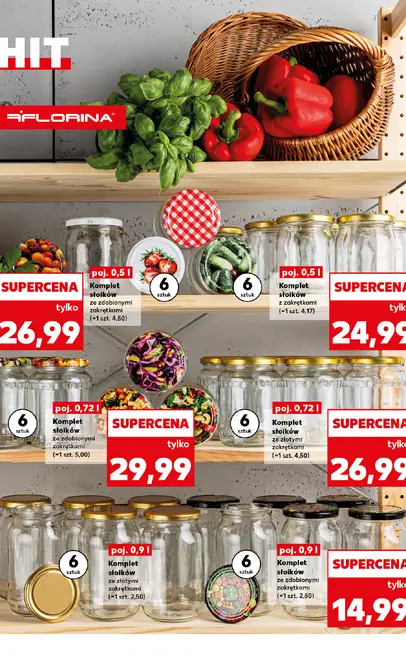 HIT
FLORINA®
poj. 0,5 l
Komplet
słoików
ze zdobionymi
zakrętkami
(=1 szt. 4,50)
6
sztuk
SUPERCENA
tylko
26,99
poj. 0,5 l
Komplet
słoików
z zakrętkami
(=1 szt. 4,17)
6
sztuk
SUPERCENA
tylko
24,99
poj. 0,72 l
Komplet
słoików
ze zdobionymi
zakrętkami
(=1 szt. 5,00)
6
sztuk
SUPERCENA
tylko
29,99
poj. 0,72 l
Komplet
słoików
ze złotymi
zakrętkami
(=1 szt. 4,50)
6
sztuk
SUPERCENA
tylko
26,99
poj. 0,9 l
Komplet
słoików
ze złotymi
zakrętkami
(=1 szt. 2,50)
6
sztuk
poj. 0,9 l
Komplet
słoików
ze zdobionymi
zakrętkami
(=1 szt. 2,50)
6
sztuk
SUPERCENA
tylko
14,99